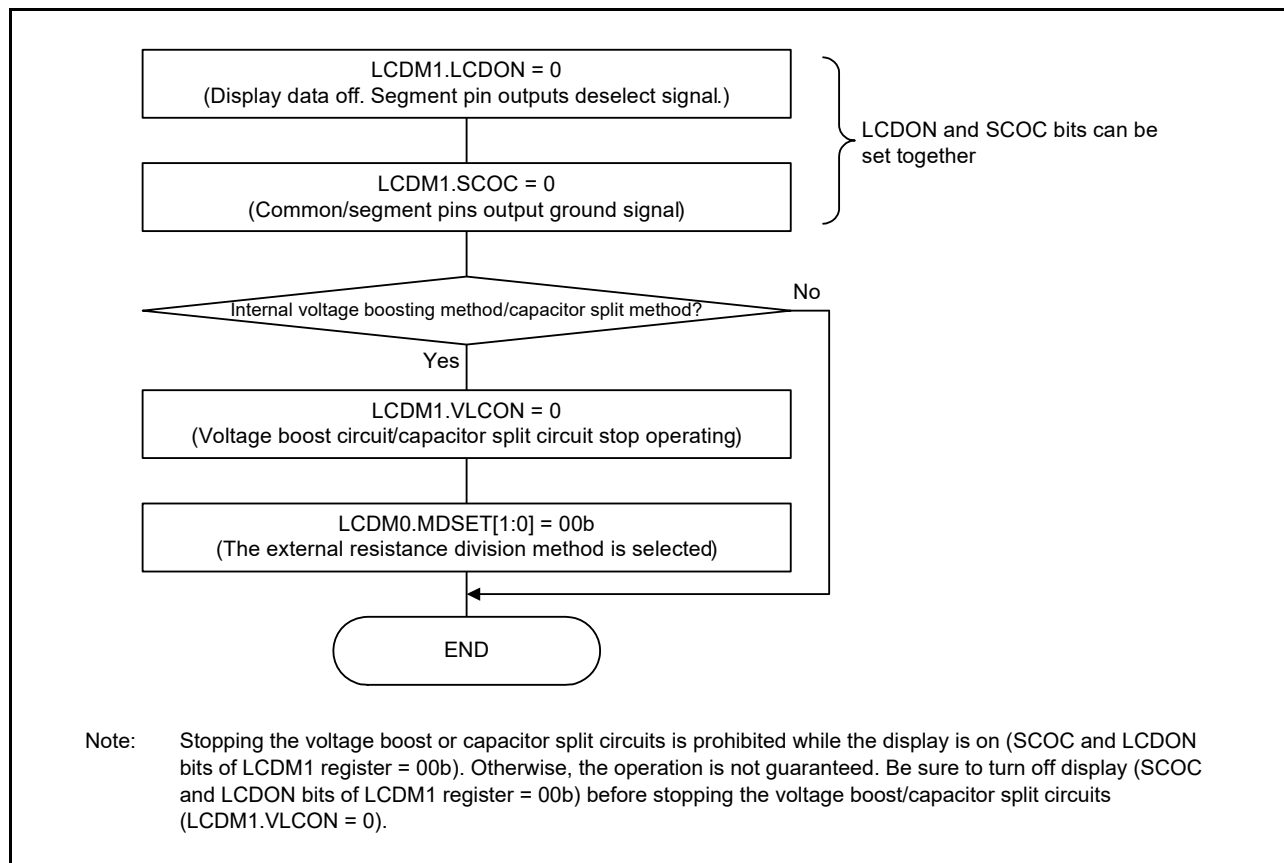 LCDM1.LCDON = 0
(Display data off. Segment pin outputs deselect signal.)
LCDON and SCOC bits can be
set together
LCDM1.SCOC = 0
(Common/segment pins output ground signal)
No
Internal voltage boosting method/capacitor split method?
Yes
LCDM1.VLCON = 0
(Voltage boost circuit/capacitor split circuit stop operating)
LCDM0.MDSET[1:0] = 00b
(The external resistance division method is selected)
END
Note: Stopping the voltage boost or capacitor split circuits is prohibited while the display is on (SCOC and LCDON
bits of LCDM1 register = 00b). Otherwise, the operation is not guaranteed. Be sure to turn off display (SCOC
and LCDON bits of LCDM1 register = 00b) before stopping the voltage boost/capacitor split circuits
(LCDM1.VLCON = 0).